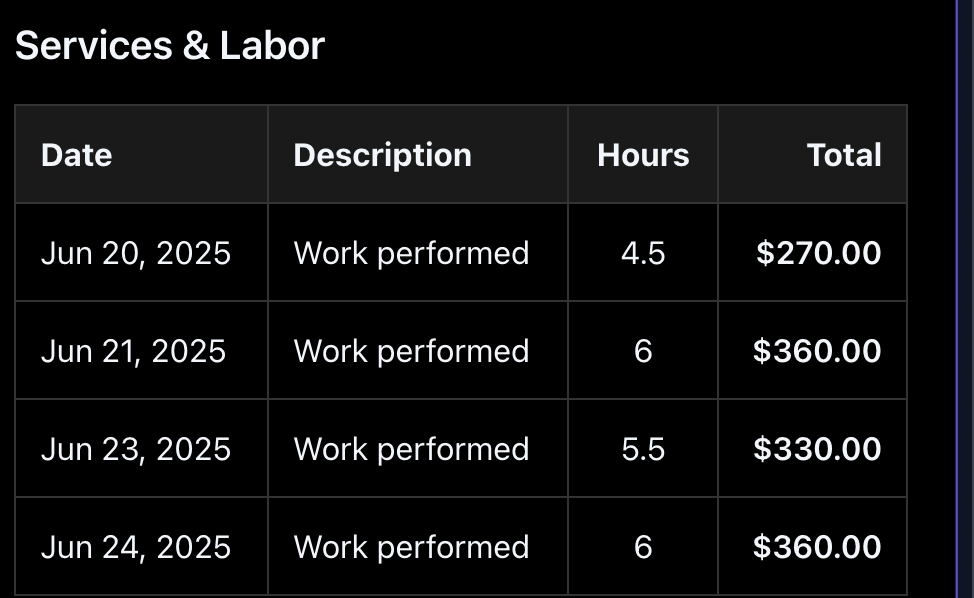 Services & Labor
Date Description Hours Total
Jun 20, 2025 Work performed 4.5 $270.00
Jun 21, 2025 Work performed 6 $360.00
Jun 23, 2025 Work performed 5.5 $330.00
Jun 24, 2025 Work performed 6 $360.00